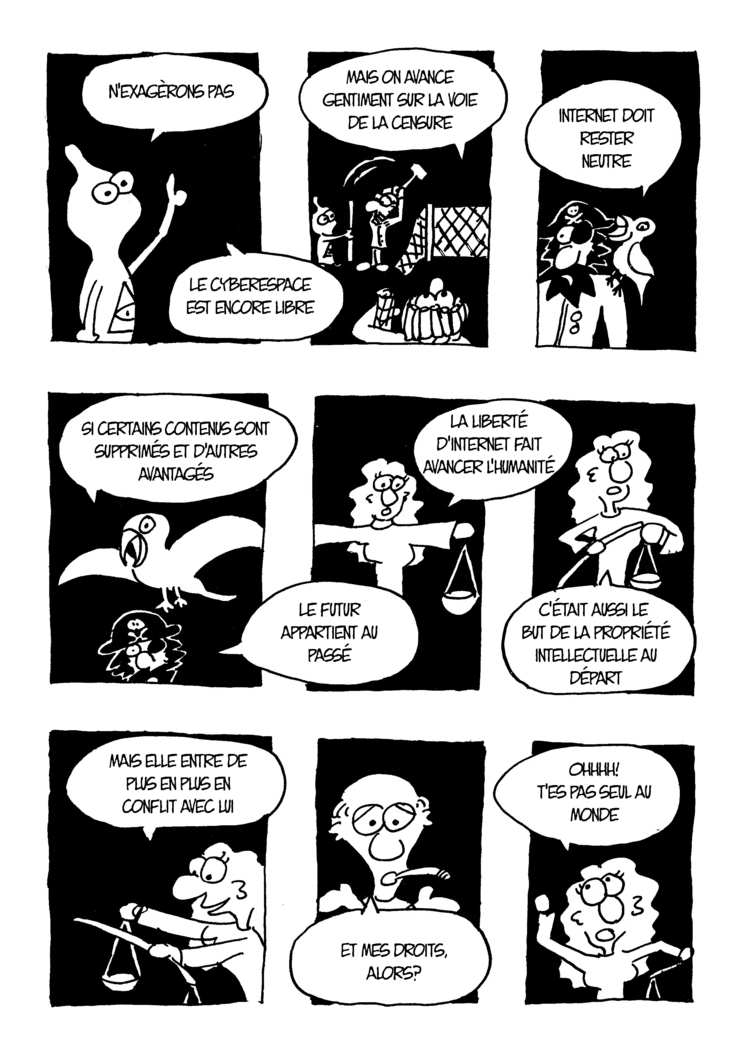 N'EXAGÈRONS PAS
LE CYBERESPACE
EST ENCORE LIBRE
MAIS ON AVANCE
GENTIMENT SUR LA VOIE
DE LA CENSURE
INTERNET DOIT
RESTER
NEUTRE
SI CERTAINS CONTENUS SONT
SUPPRIMÉS ET D'AUTRES
AVANTAGÉS
LE FUTUR
APPARTIENT AU
PASSÉ
LA LIBERTÉ
D'INTERNET FAIT
AVANCER L'HUMANITÉ
C'ÉTAIT AUSSI LE
BUT DE LA PROPRIÉTÉ
INTELLECTUELLE AU
DÉPART
MAIS ELLE ENTRE DE
PLUS EN PLUS EN
CONFLIT AVEC LUI
ET MES DROITS,
ALORS?
OHHHH!
T'ES PAS SEUL AU
MONDE